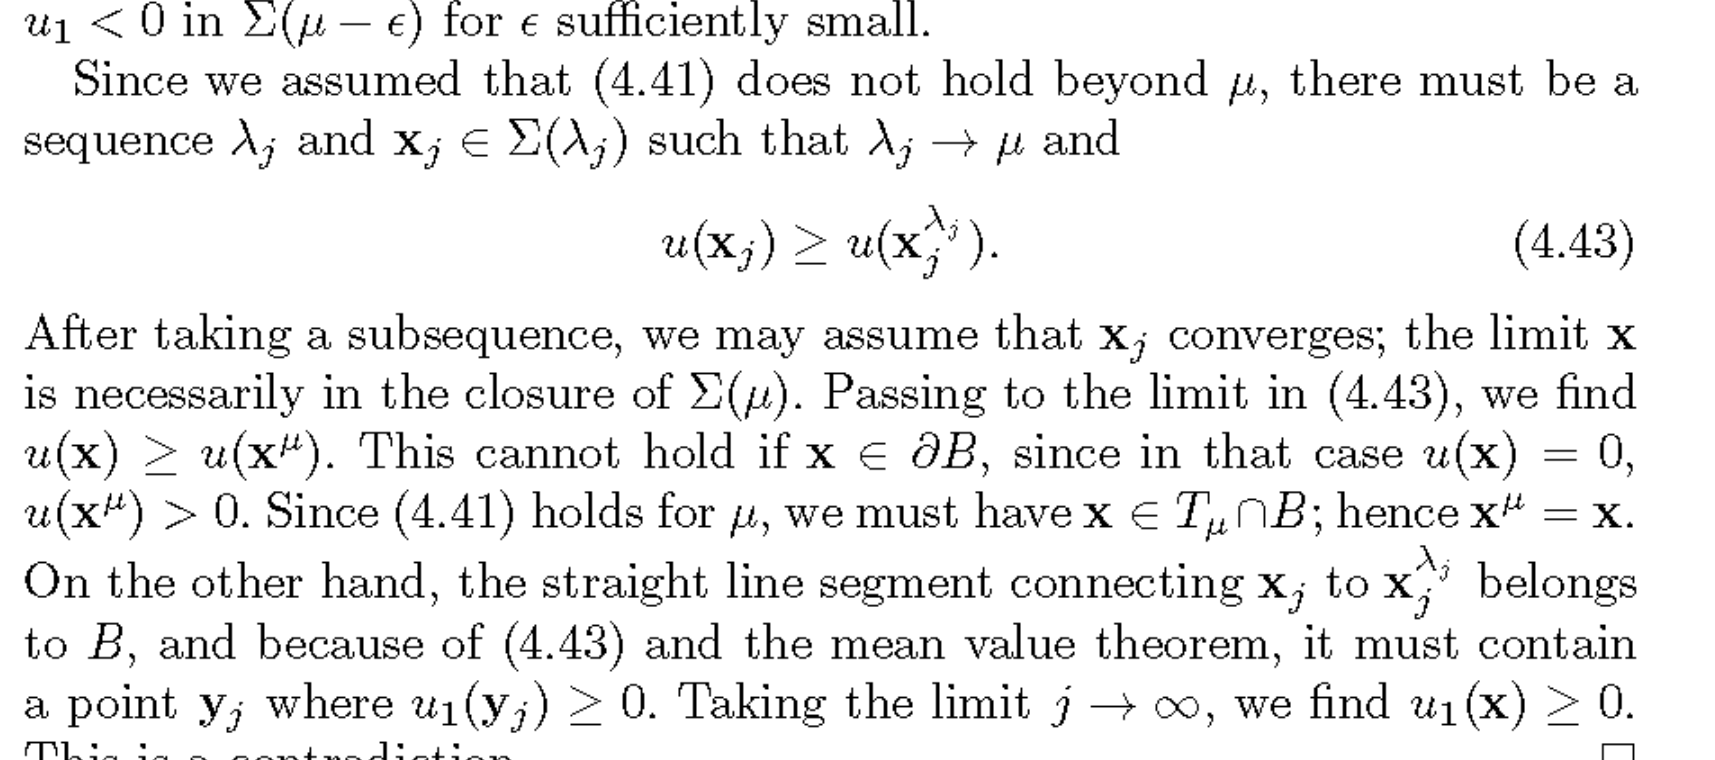 u₁ < 0 in Σ(μ − ϵ) for ϵ sufficiently small.
Since we assumed that (4.41) does not hold beyond μ, there must be a
sequence λⱼ and 𝐱ⱼ ∈ Σ(λⱼ) such that λⱼ → μ and
u(𝐱ⱼ) ≥ u(𝐱ⱼ^{λⱼ}). (4.43)
After taking a subsequence, we may assume that 𝐱ⱼ converges; the limit 𝐱
is necessarily in the closure of Σ(μ). Passing to the limit in (4.43), we find
u(𝐱) ≥ u(𝐱^μ). This cannot hold if 𝐱 ∈ ∂B, since in that case u(𝐱) = 0,
u(𝐱^μ) > 0. Since (4.41) holds for μ, we must have 𝐱 ∈ T_μ∩B; hence 𝐱^μ = 𝐱.
On the other hand, the straight line segment connecting 𝐱ⱼ to 𝐱ⱼ^{λⱼ} belongs
to B, and because of (4.43) and the mean value theorem, it must contain
a point 𝐲ⱼ where u₁(𝐲ⱼ) ≥ 0. Taking the limit j → ∞, we find u₁(𝐱) ≥ 0.
This is a contradiction